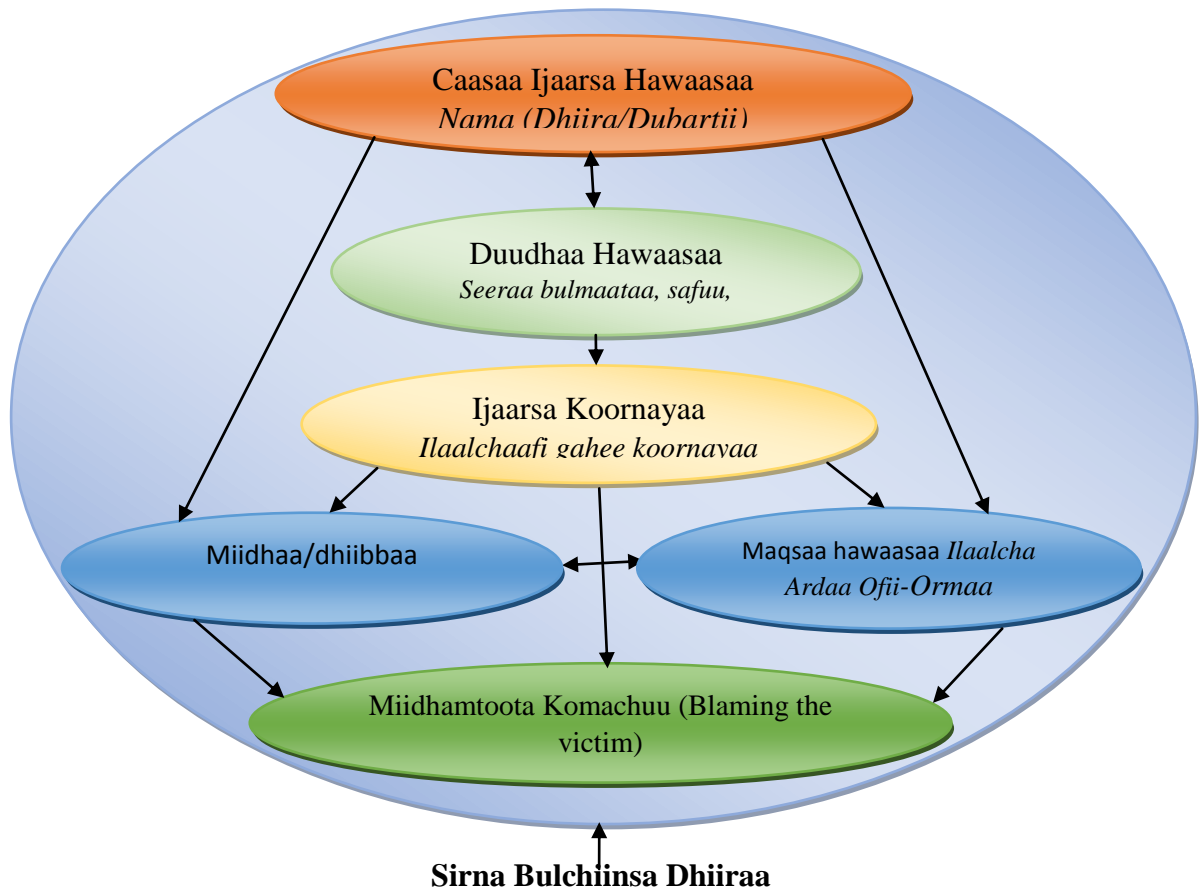 Caasaa Ijaarsa Hawaasaa
Nama (Dhiira/Dubartii)
Duudhaa Hawaasaa
Seeraa bulmaataa, safuu,
Ijaarsa Koornayaa
Ilaalchaafi gahee koornayaa
Miidhaa/dhiibbaa
Maqsaa hawaasaa Ilaalcha
Ardaa Ofii-Ormaa
Miidhamtoota Komachuu (Blaming the
victim)
Sirna Bulchiinsa Dhiiraa